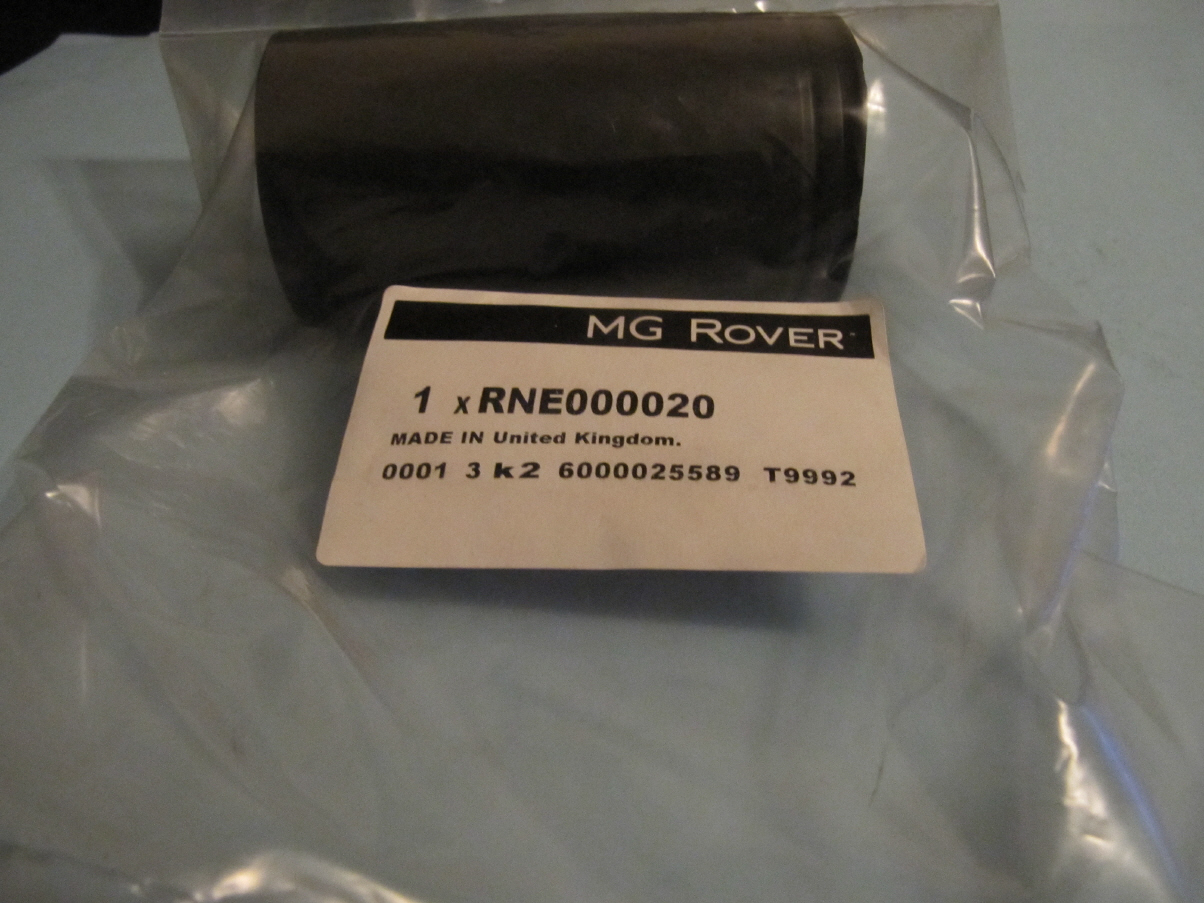 MG ROVER
1 x RNE000020
MADE IN United Kingdom.
0001 3 k2 6000025589 T9992